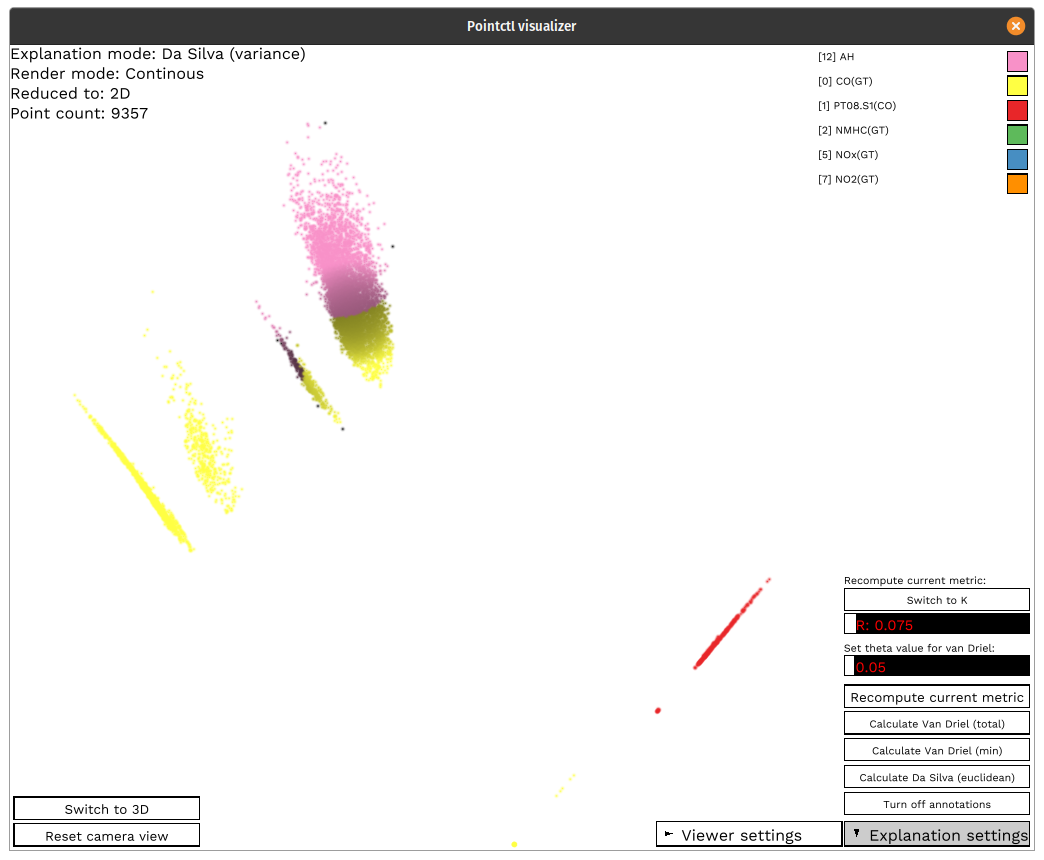 Pointctl visualizer
Explanation mode: Da Silva (variance)
Render mode: Continous
Reduced to: 2D
Point count: 9357
[12] AH
[0] CO(GT)
[1] PT08.S1(CO)
[2] NMHC(GT)
[5] NOx(GT)
[7] NO2(GT)
Recompute current metric:
Switch to K
R: 0.075
Set theta value for van Driel:
0.05
Recompute current metric
Calculate Van Driel (total)
Calculate Van Driel (min)
Calculate Da Silva (euclidean)
Turn off annotations
Switch to 3D
Reset camera view
Viewer settings
Explanation settings